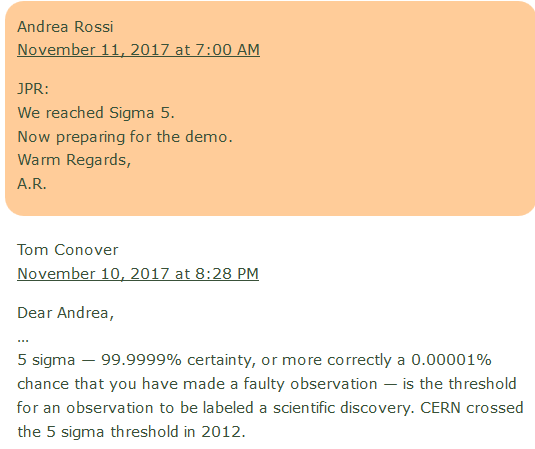 Andrea Rossi
November 11, 2017 at 7:00 AM
JPR:
We reached Sigma 5.
Now preparing for the demo.
Warm Regards,
A.R.
Tom Conover
November 10, 2017 at 8:28 PM
Dear Andrea,
…
5 sigma — 99.9999% certainty, or more correctly a 0.00001%
chance that you have made a faulty observation — is the threshold
for an observation to be labeled a scientific discovery. CERN crossed
the 5 sigma threshold in 2012.